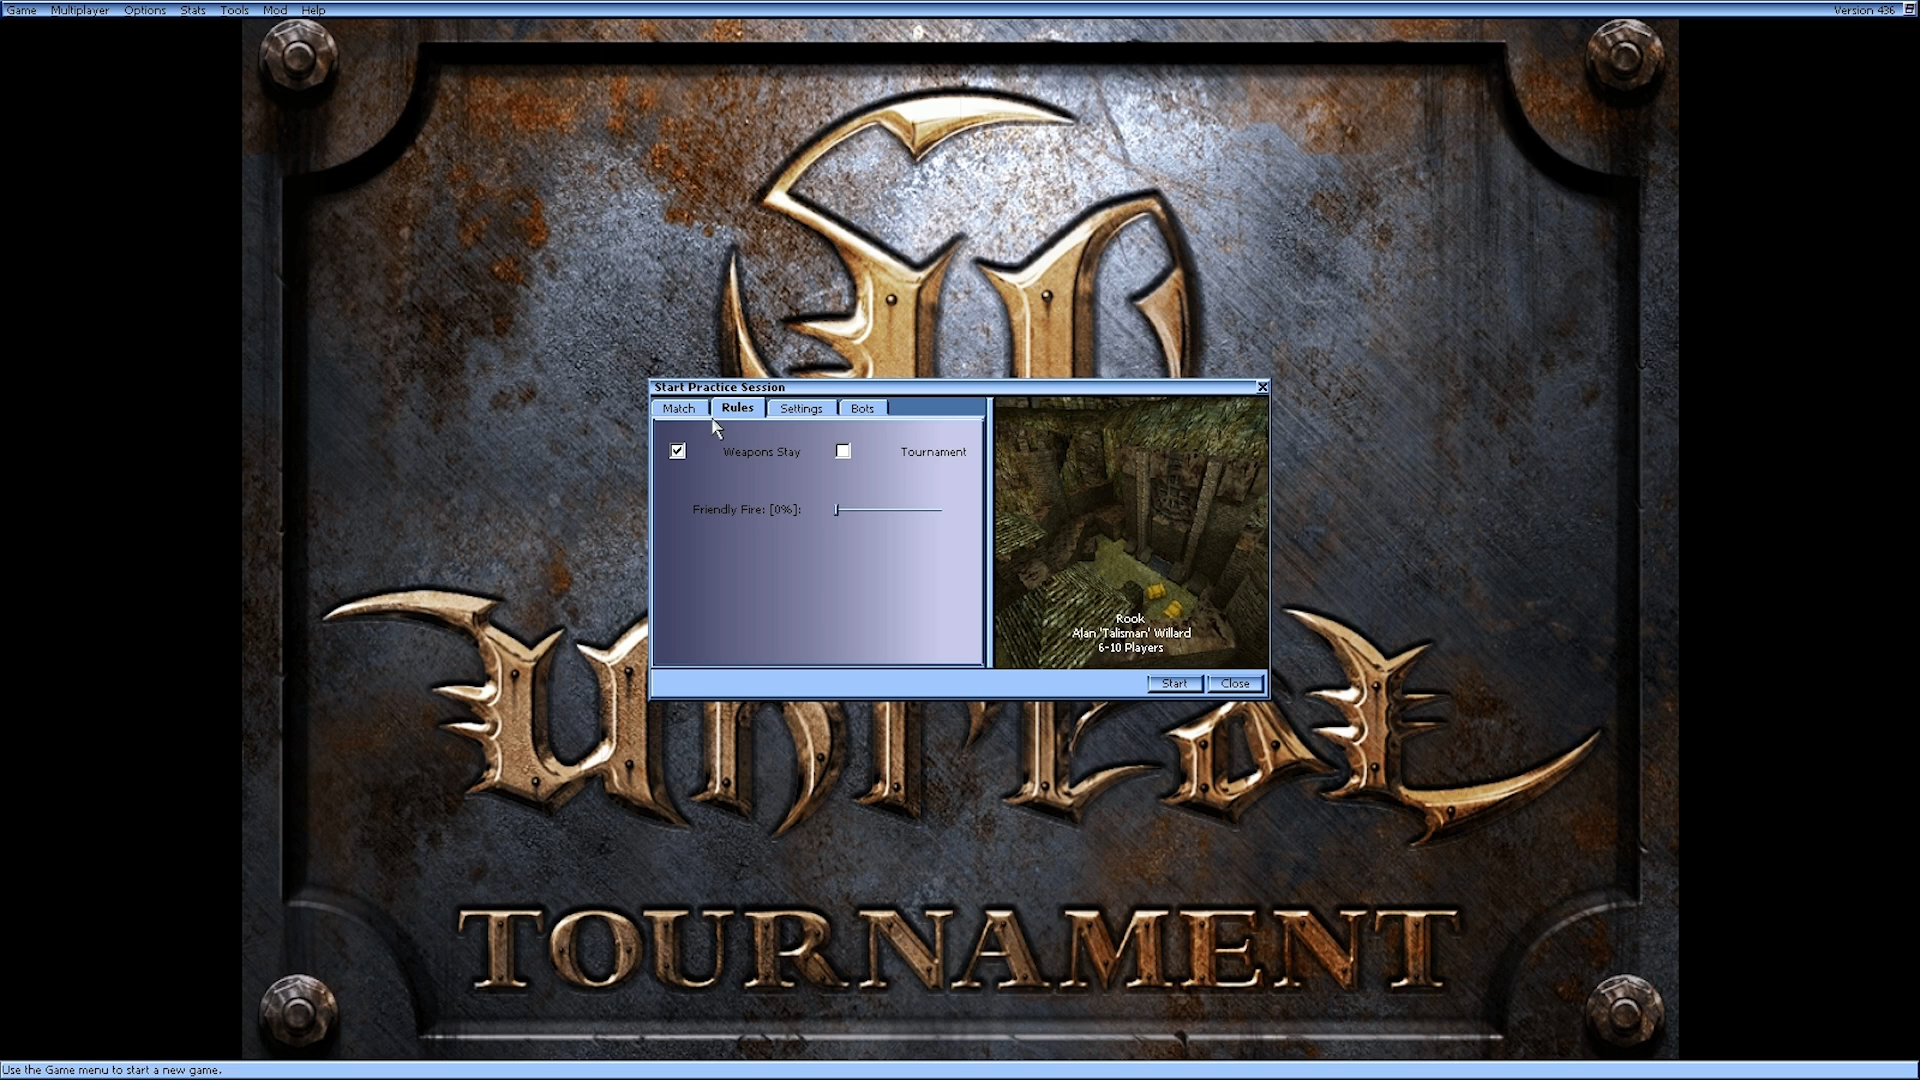 Game Multiplayer Options Stats Tools Mod Help Version 436
Start Practice Session
Match Rules Settings Bots
Weapons Stay Tournament
Friendly Fire: [0%]:
Rook
Alan 'Talisman' Willard
6-10 Players
Start Close
UNREAL
TOURNAMENT
Use the Game menu to start a new game.